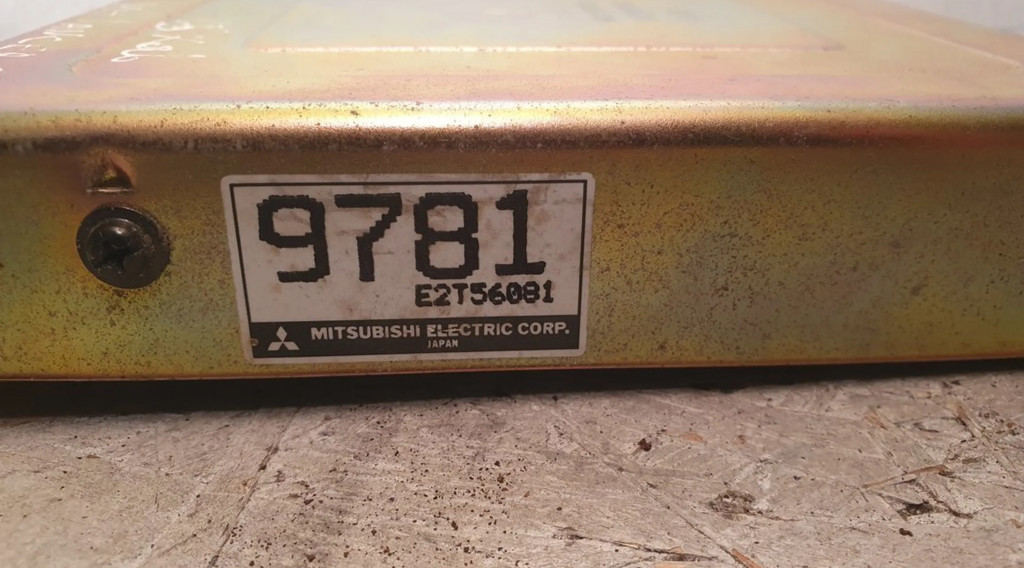 9781
E2T56081
MITSUBISHI ELECTRIC CORP.
JAPAN